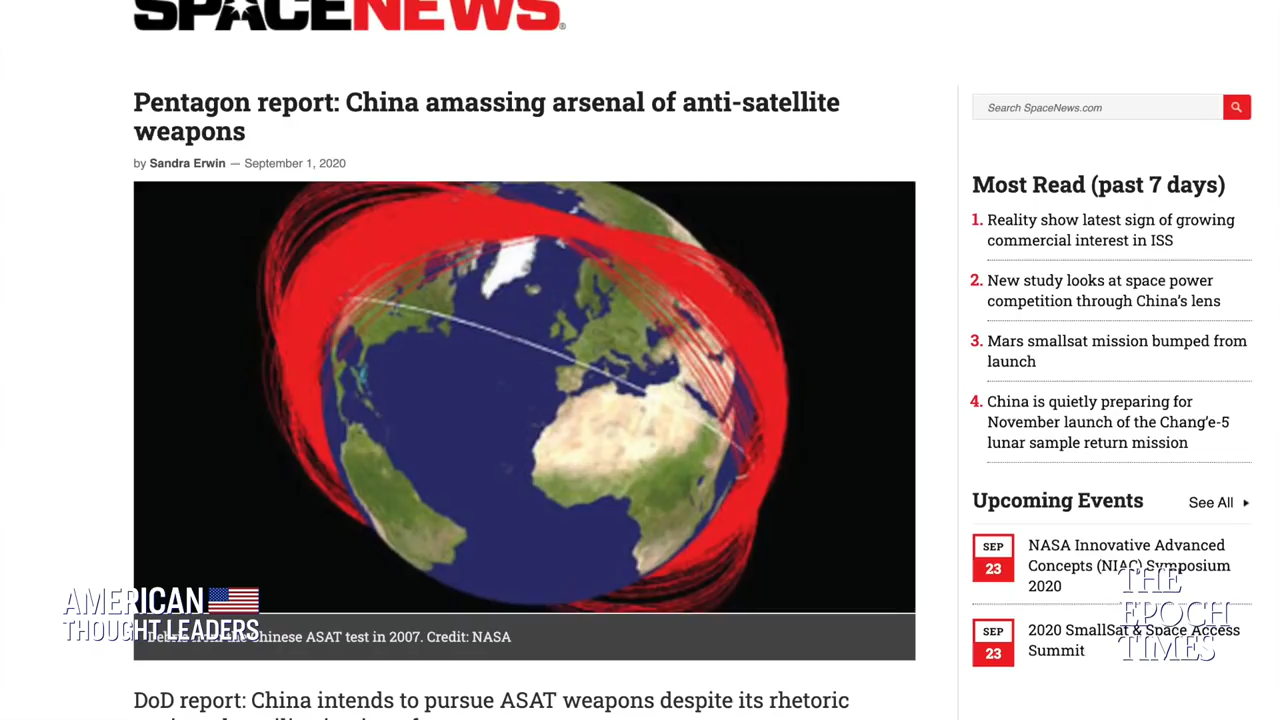 SPACENEWS®
Pentagon report: China amassing arsenal of anti-satellite
weapons
by Sandra Erwin — September 1, 2020
Debris from the Chinese ASAT test in 2007. Credit: NASA
DoD report: China intends to pursue ASAT weapons despite its rhetoric
Search SpaceNews.com
Most Read (past 7 days)
1. Reality show latest sign of growing
commercial interest in ISS
2. New study looks at space power
competition through China's lens
3. Mars smallsat mission bumped from
launch
4. China is quietly preparing for
November launch of the Chang'e-5
lunar sample return mission
Upcoming Events
See All
SEP
23
NASA Innovative Advanced
Concepts (NIAC) Symposium
2020
SEP
23
2020 SmallSat & Space Access
Summit
AMERICAN
THOUGHT LEADERS
THE
EPOCH
TIMES